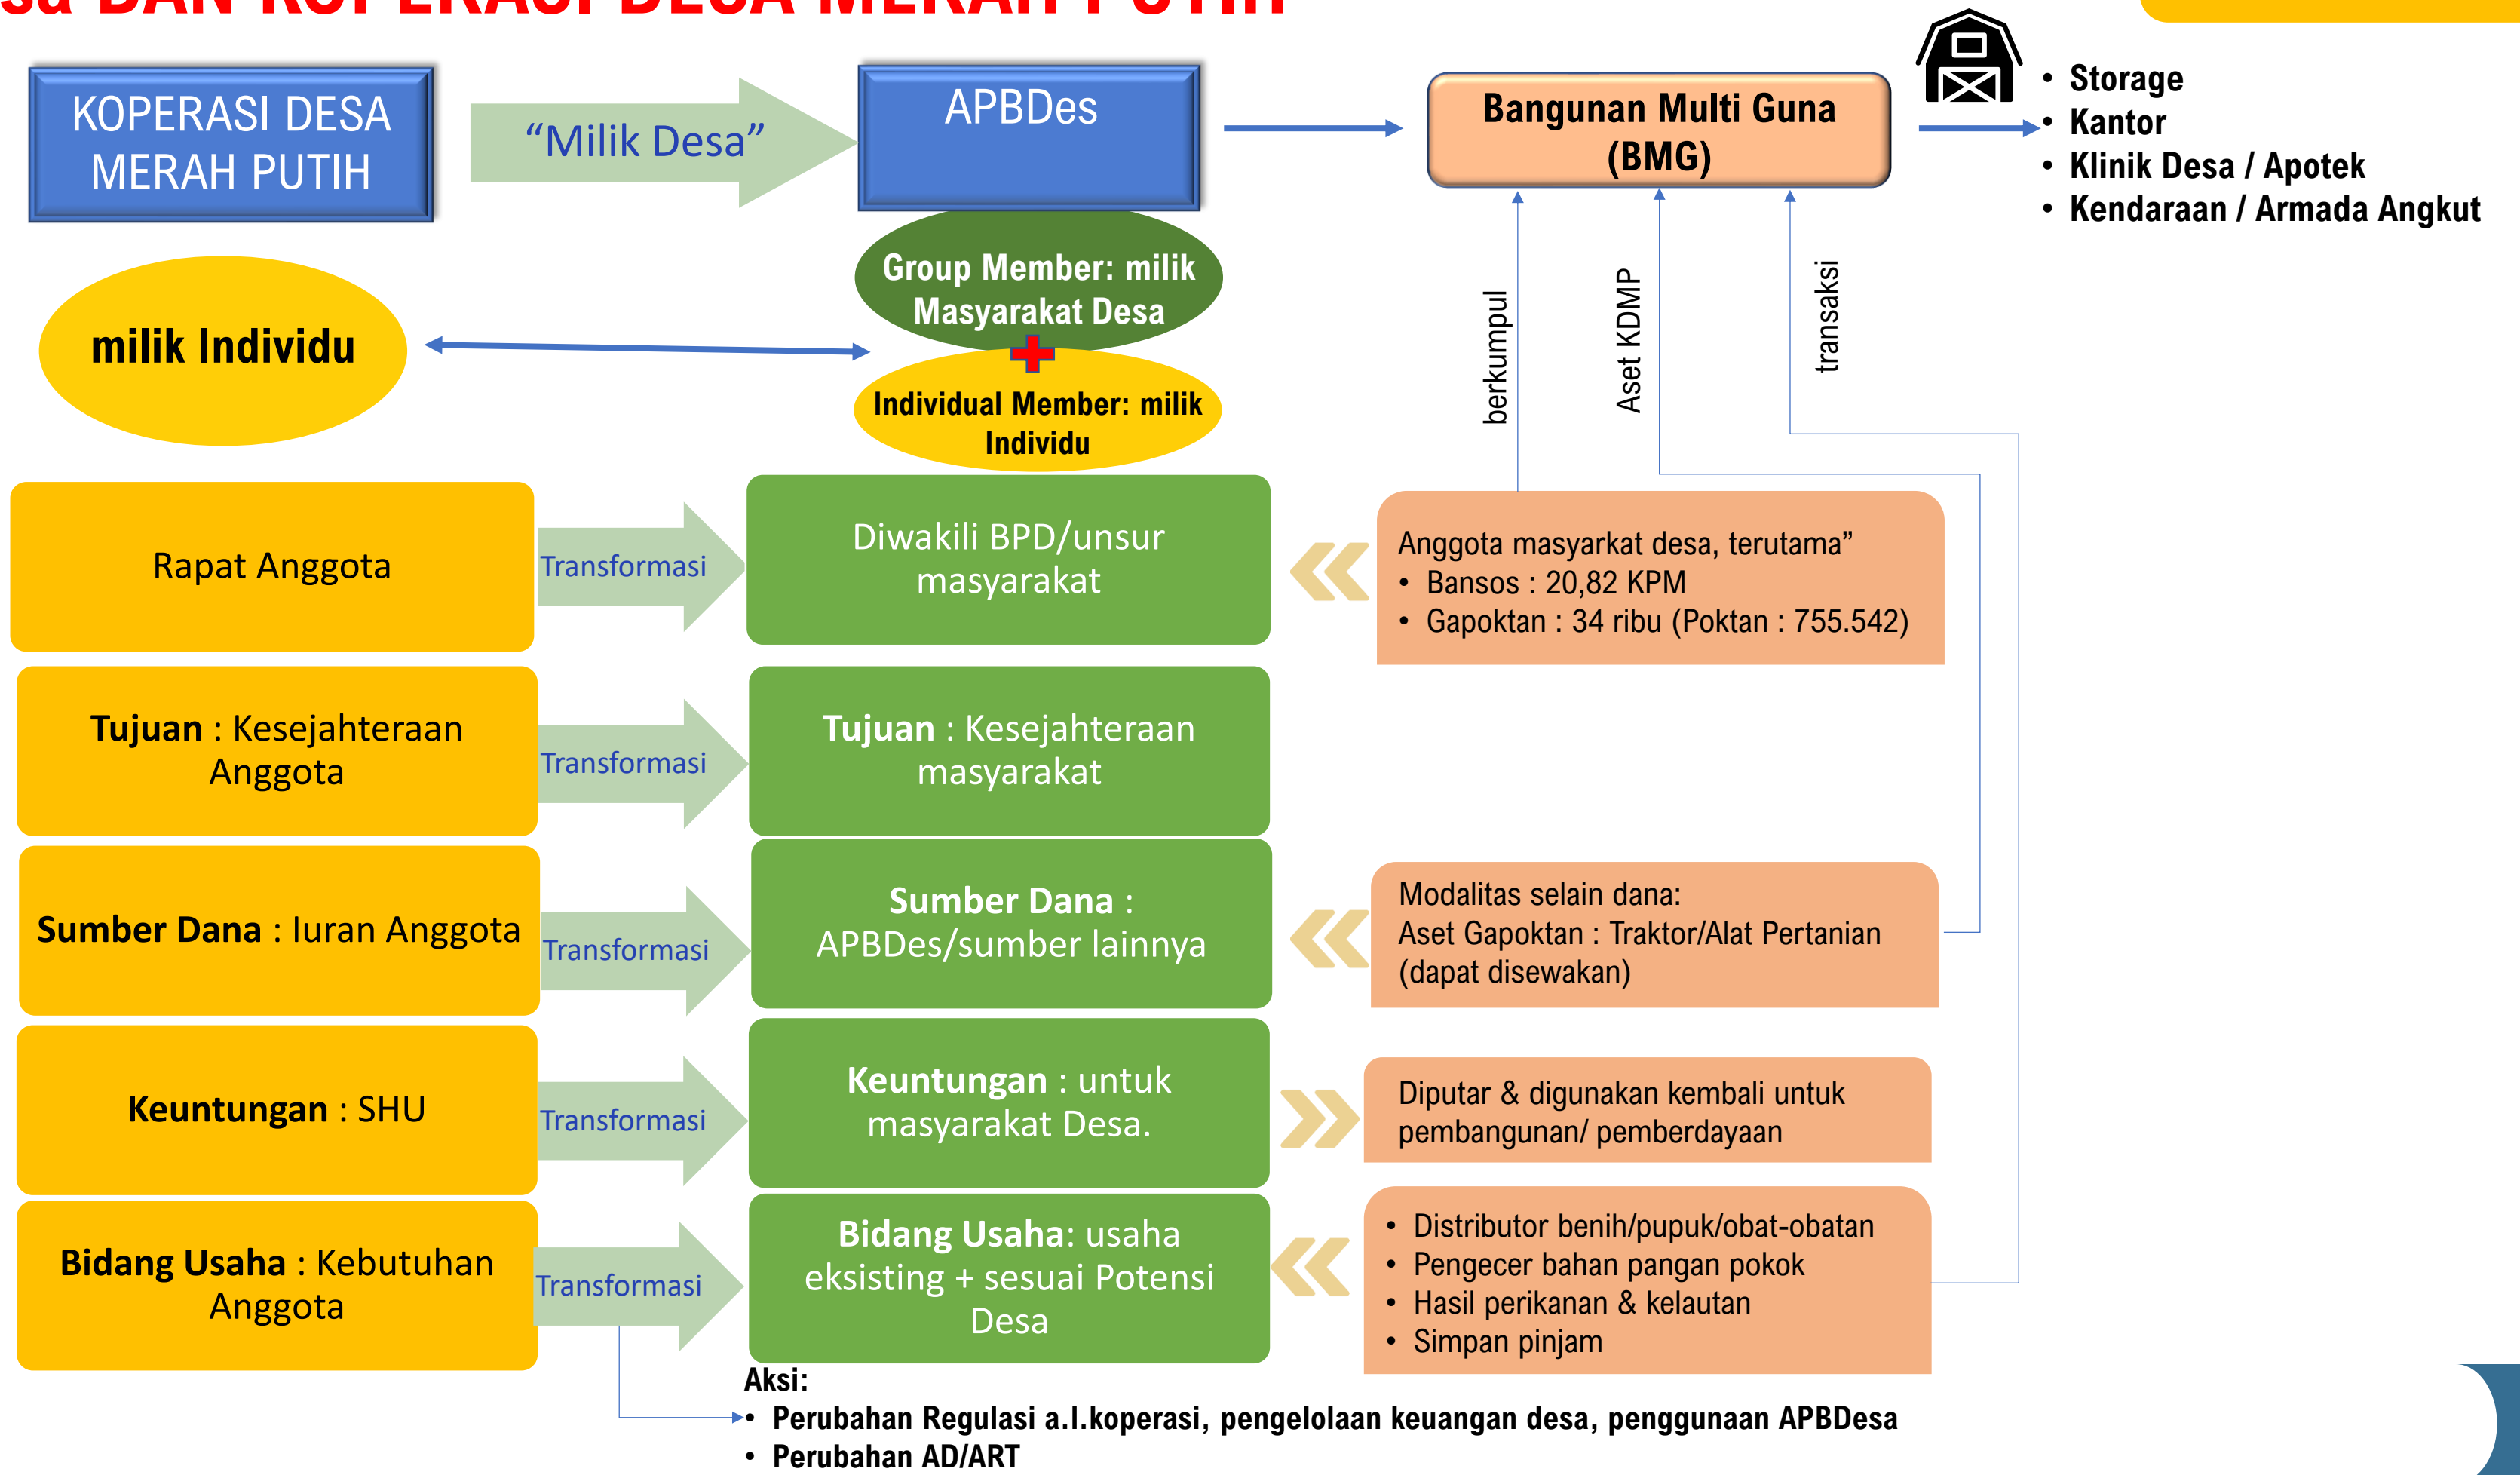 sa DAN KOPERASI DESA MERAH PUTIH
KOPERASI DESA
MERAH PUTIH
“Milik Desa”
APBDes
Bangunan Multi Guna
(BMG)
• Storage
• Kantor
• Klinik Desa / Apotek
• Kendaraan / Armada Angkut
milik Individu
Group Member: milik
Masyarakat Desa
Individual Member: milik
Individu
berkumpul
Aset KDMP
transaksi
Rapat Anggota
Transformasi
Diwakili BPD/unsur
masyarakat
Anggota masyarkat desa, terutama”
• Bansos : 20,82 KPM
• Gapoktan : 34 ribu (Poktan : 755.542)
Tujuan : Kesejahteraan
Anggota
Transformasi
Tujuan : Kesejahteraan
masyarakat
Sumber Dana : Iuran Anggota
Transformasi
Sumber Dana :
APBDes/sumber lainnya
Modalitas selain dana:
Aset Gapoktan : Traktor/Alat Pertanian
(dapat disewakan)
Keuntungan : SHU
Transformasi
Keuntungan : untuk
masyarakat Desa.
Diputar & digunakan kembali untuk
pembangunan/ pemberdayaan
Bidang Usaha : Kebutuhan
Anggota
Transformasi
Bidang Usaha: usaha
eksisting + sesuai Potensi
Desa
• Distributor benih/pupuk/obat-obatan
• Pengecer bahan pangan pokok
• Hasil perikanan & kelautan
• Simpan pinjam
Aksi:
• Perubahan Regulasi a.l.koperasi, pengelolaan keuangan desa, penggunaan APBDesa
• Perubahan AD/ART